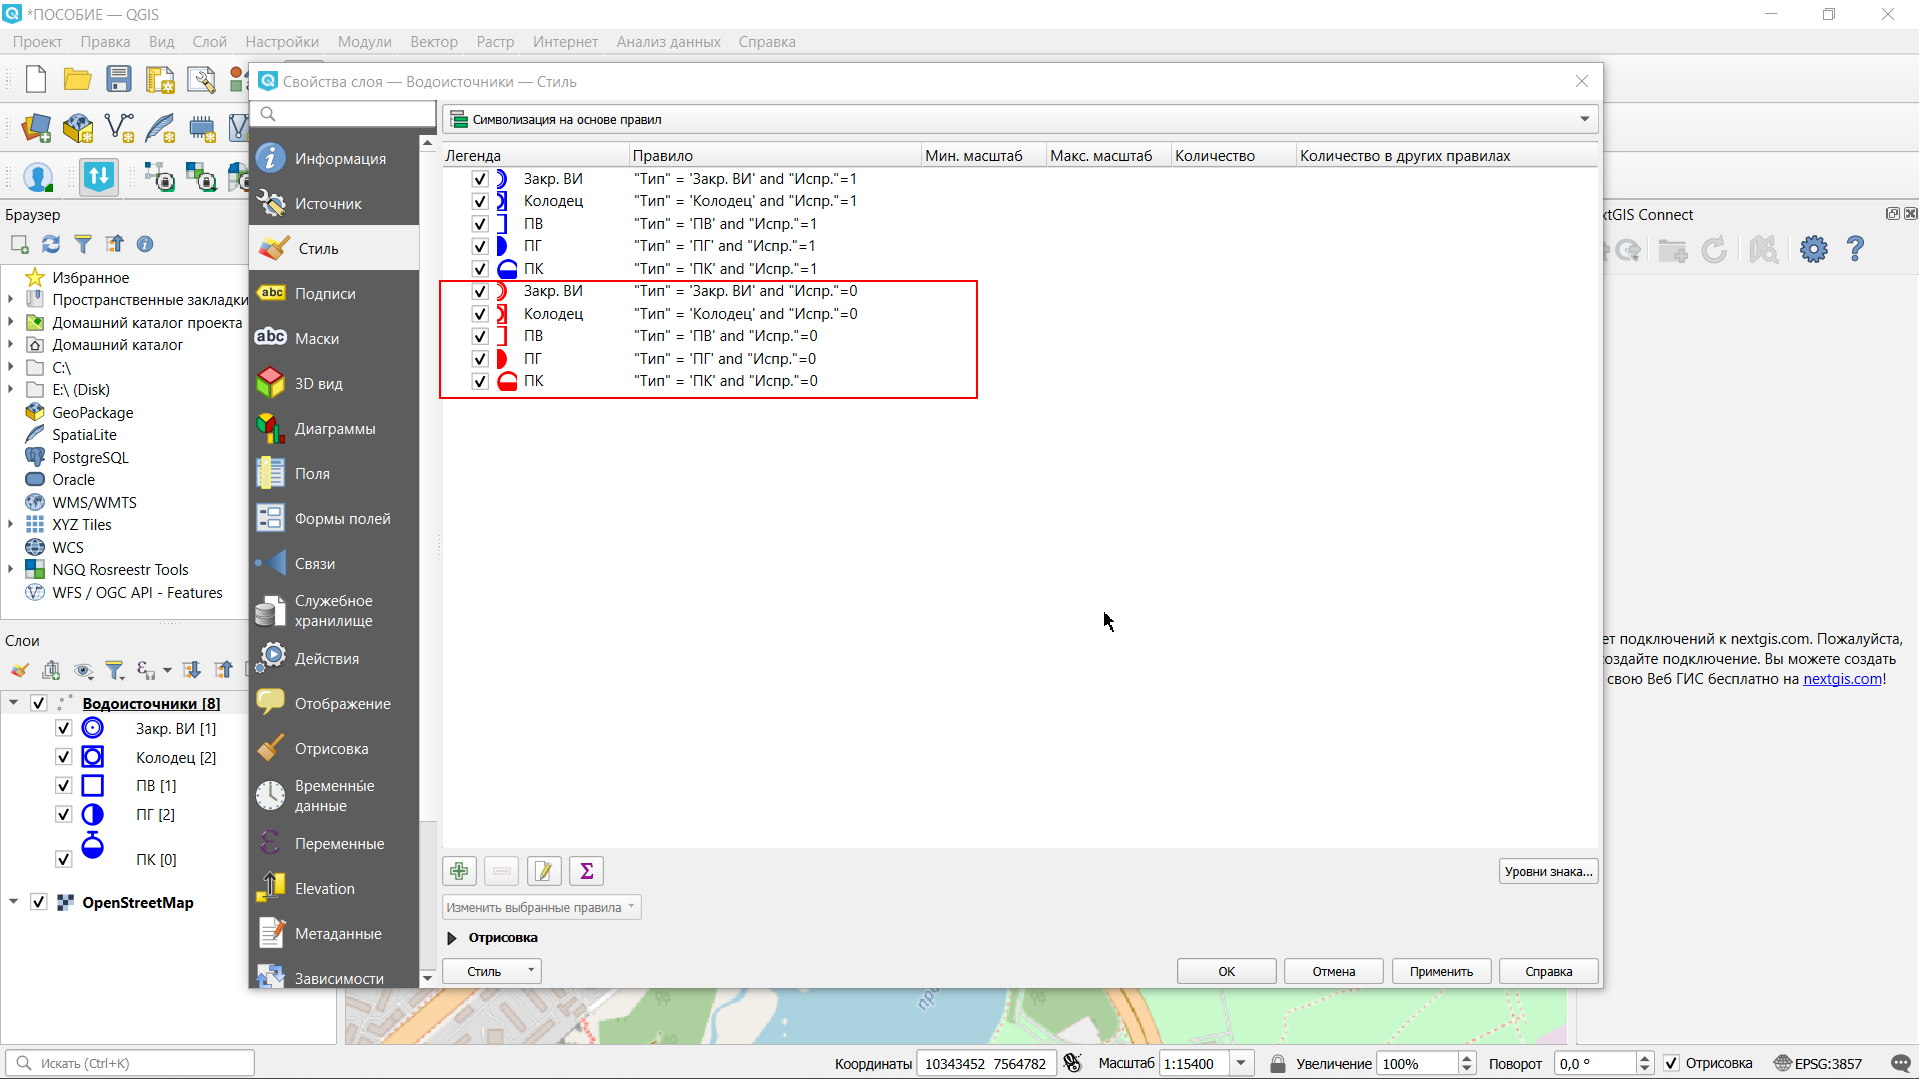 *ПОСОБИЕ — QGIS
Проект Правка Вид Слой Настройки Модули Вектор Растр Интернет Анализ данных Справка
Свойства слоя — Водоисточники — Стиль
Символизация на основе правил
Информация
Источник
Стиль
Подписи
Маски
3D вид
Диаграммы
Поля
Формы полей
Связи
Служебное
хранилище
Действия
Отображение
Отрисовка
Временные
данные
Переменные
Elevation
Метаданные
Зависимости
Легенда Правило Мин. масштаб Макс. масштаб Количество Количество в других правилах
Закр. ВИ "Тип" = 'Закр. ВИ' and "Испр."=1
Колодец "Тип" = 'Колодец' and "Испр."=1
ПВ "Тип" = 'ПВ' and "Испр."=1
ПГ "Тип" = 'ПГ' and "Испр."=1
ПК "Тип" = 'ПК' and "Испр."=1
Закр. ВИ "Тип" = 'Закр. ВИ' and "Испр."=0
Колодец "Тип" = 'Колодец' and "Испр."=0
ПВ "Тип" = 'ПВ' and "Испр."=0
ПГ "Тип" = 'ПГ' and "Испр."=0
ПК "Тип" = 'ПК' and "Испр."=0
Уровни знака...
Изменить выбранные правила
Отрисовка
Стиль
ОК Отмена Применить Справка
Браузер
Избранное
Пространственные закладки
Домашний каталог проекта
Домашний каталог
C:\
E:\ (Disk)
GeoPackage
SpatiaLite
PostgreSQL
Oracle
WMS/WMTS
XYZ Tiles
WCS
NGQ Rosreestr Tools
WFS / OGC API - Features
Слои
Водоисточники [8]
Закр. ВИ [1]
Колодец [2]
ПВ [1]
ПГ [2]
ПК [0]
OpenStreetMap
xtGIS Connect
ет подключений к nextgis.com. Пожалуйста,
оздайте подключение. Вы можете создать
свою Веб ГИС бесплатно на nextgis.com!
Искать (Ctrl+K) Координаты 10343452 7564782 Масштаб 1:15400 Увеличение 100% Поворот 0,0 ° Отрисовка EPSG:3857